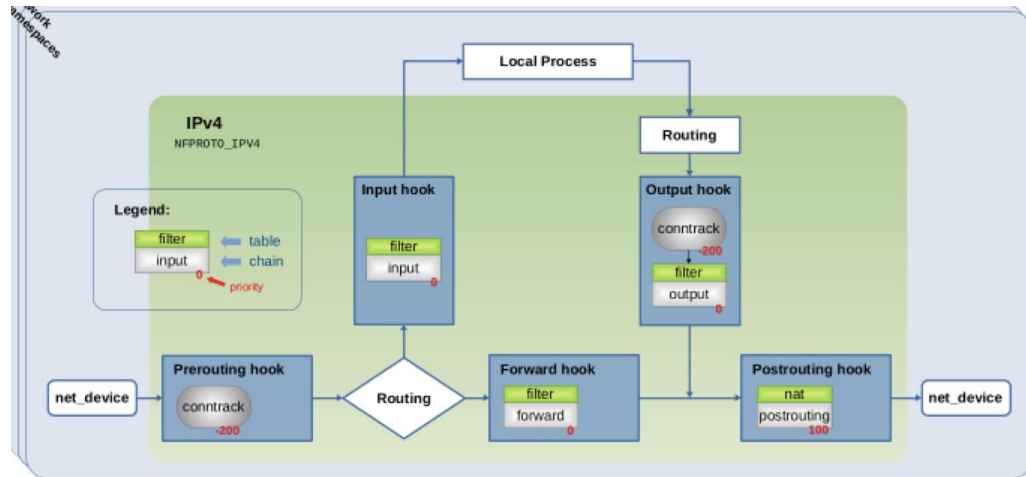 Local Process
IPv4
NFPROTO_IPV4
Routing
Input hook
filter
input
0
Output hook
conntrack
-200
filter
output
0
Legend:
filter
table
input
chain
0
priority
Prerouting hook
conntrack
-200
Routing
Forward hook
filter
forward
0
Postrouting hook
nat
postrouting
100
net_device
net_device